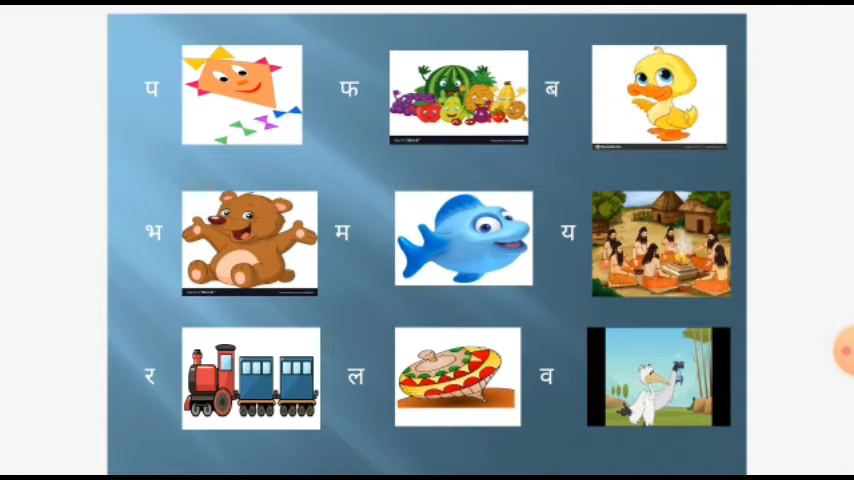 प फ ब
भ म य
र ल व